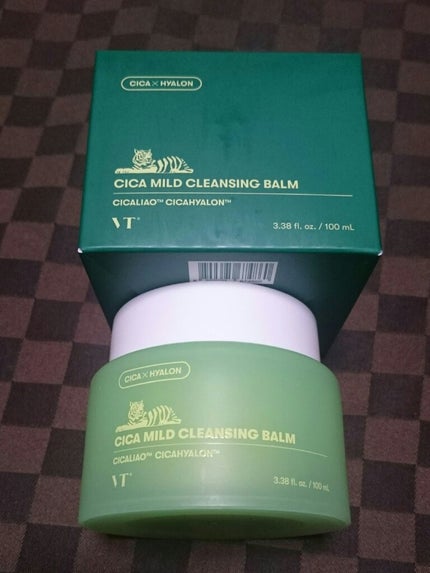 CICA × HYALON
CICA MILD CLEANSING BALM
CICALIAO™ CICAHYALON™
VT®
3.38 fl. oz. / 100 mL
CICA × HYALON
CICA MILD CLEANSING BALM
CICALIAO™ CICAHYALON™
VT®
3.38 fl. oz. / 100 mL